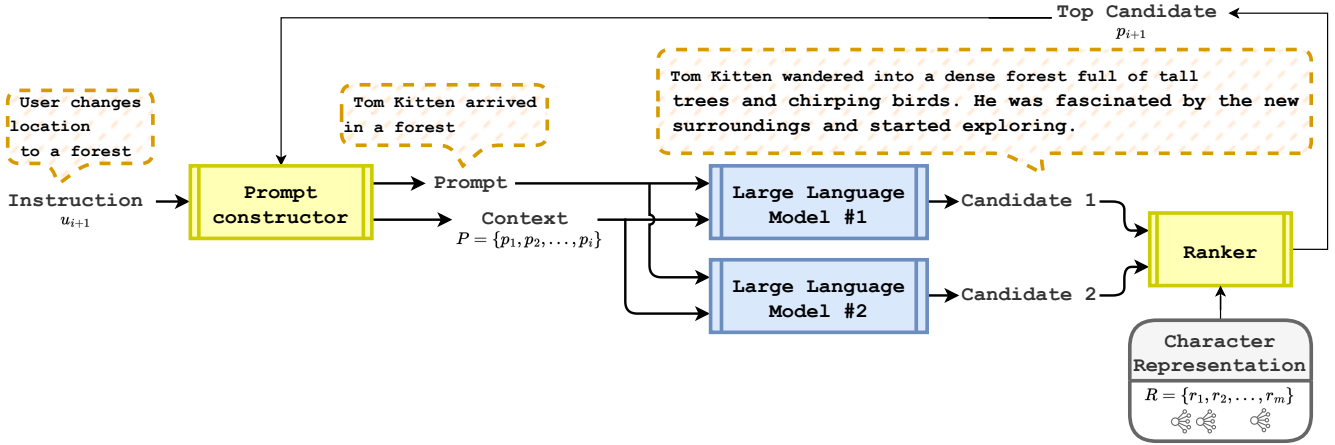 Top Candidate
p_{i+1}
User changes
location
to a forest
Tom Kitten arrived
in a forest
Tom Kitten wandered into a dense forest full of tall
trees and chirping birds. He was fascinated by the new
surroundings and started exploring.
Instruction
u_{i+1}
Prompt
constructor
Prompt
Context
P = {p_1, p_2, . . . , p_i}
Large Language
Model #1
Candidate 1
Large Language
Model #2
Candidate 2
Ranker
Character
Representation
R = {r_1, r_2, . . . , r_m}